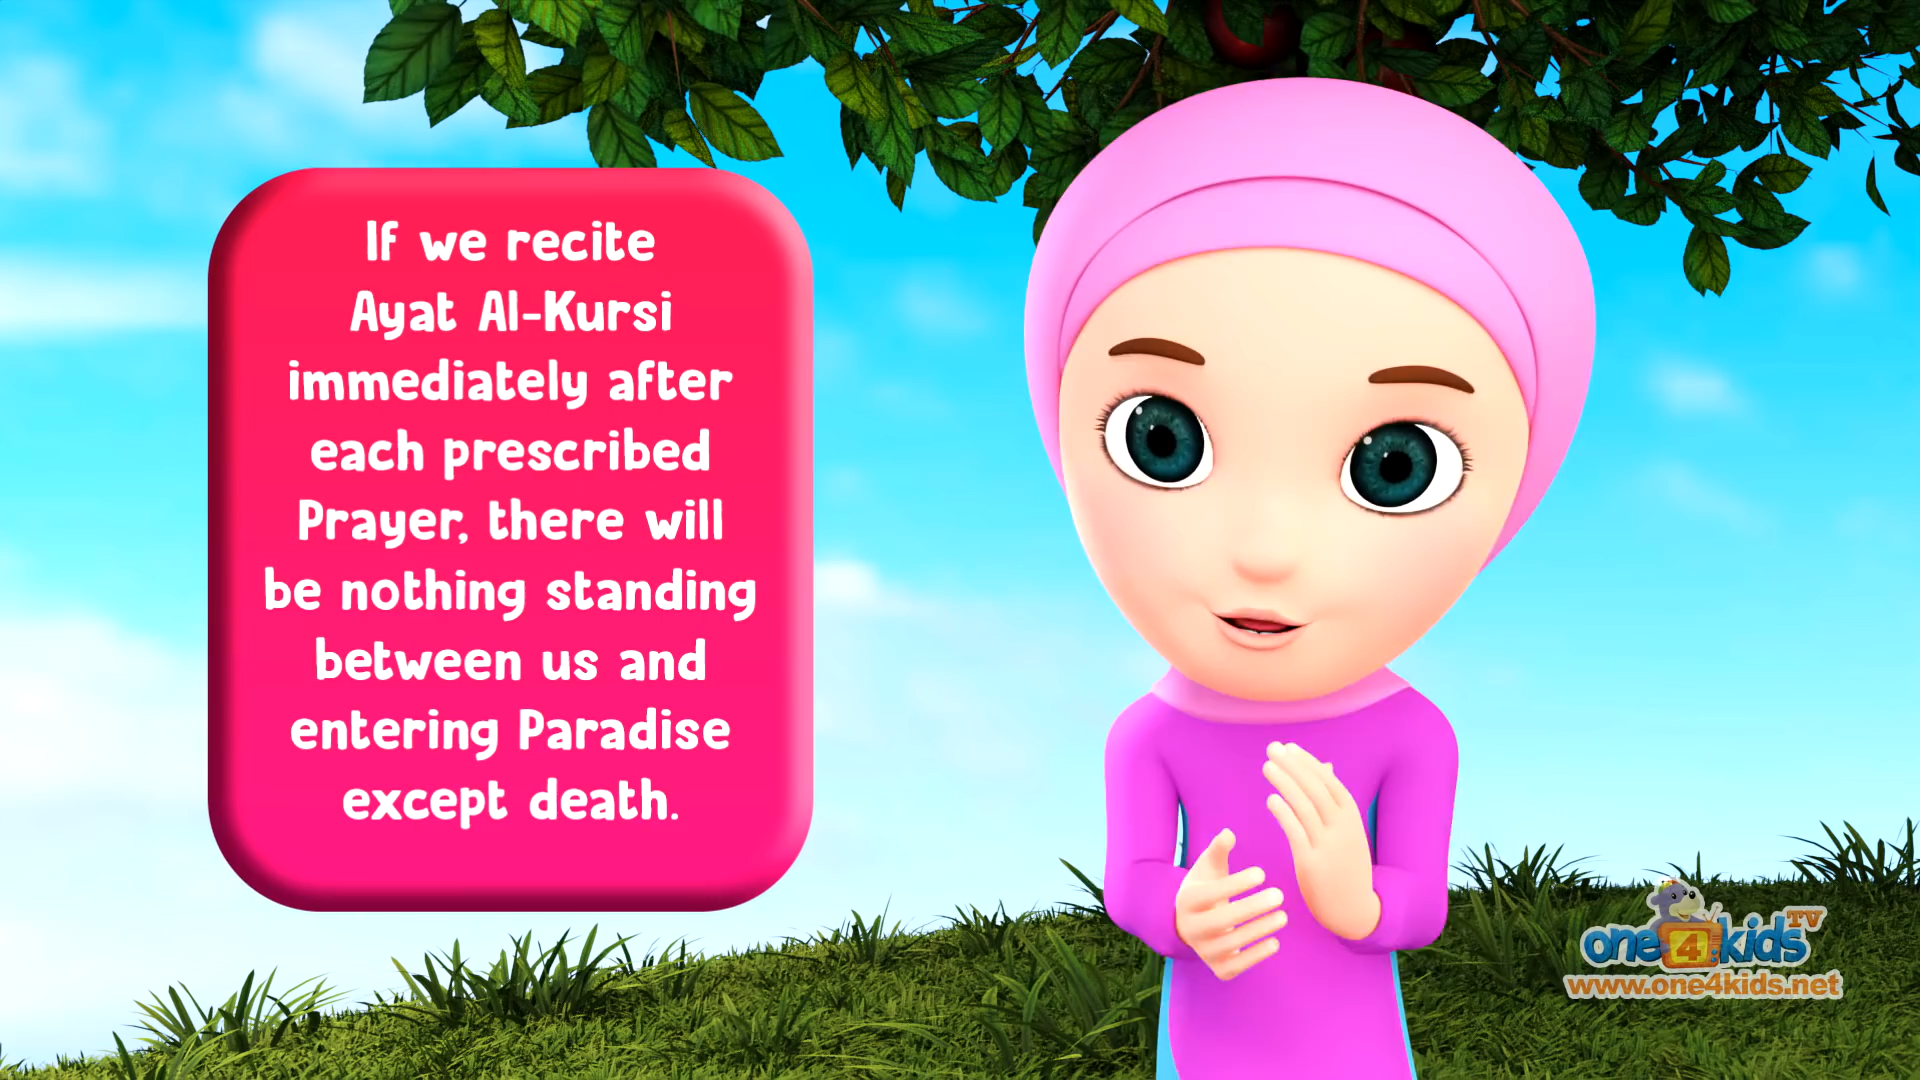 If we recite
Ayat Al-Kursi
immediately after
each prescribed
Prayer, there will
be nothing standing
between us and
entering Paradise
except death.
one4kids TV
www.one4kids.net